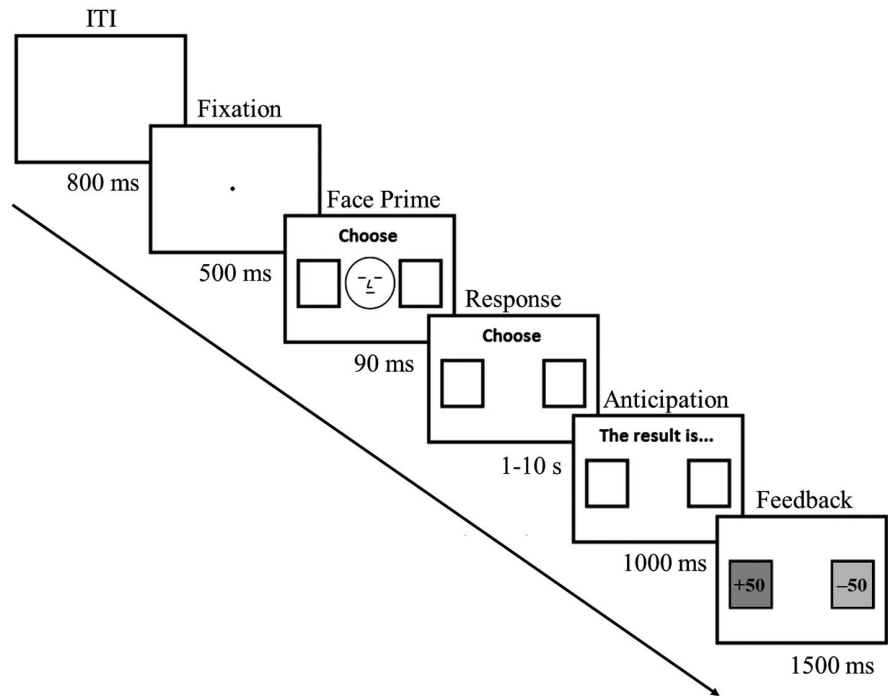 ITI
Fixation
800 ms
Face Prime
Choose
500 ms
Response
Choose
90 ms
Anticipation
The result is...
1-10 s
Feedback
1000 ms
+50
–50
1500 ms